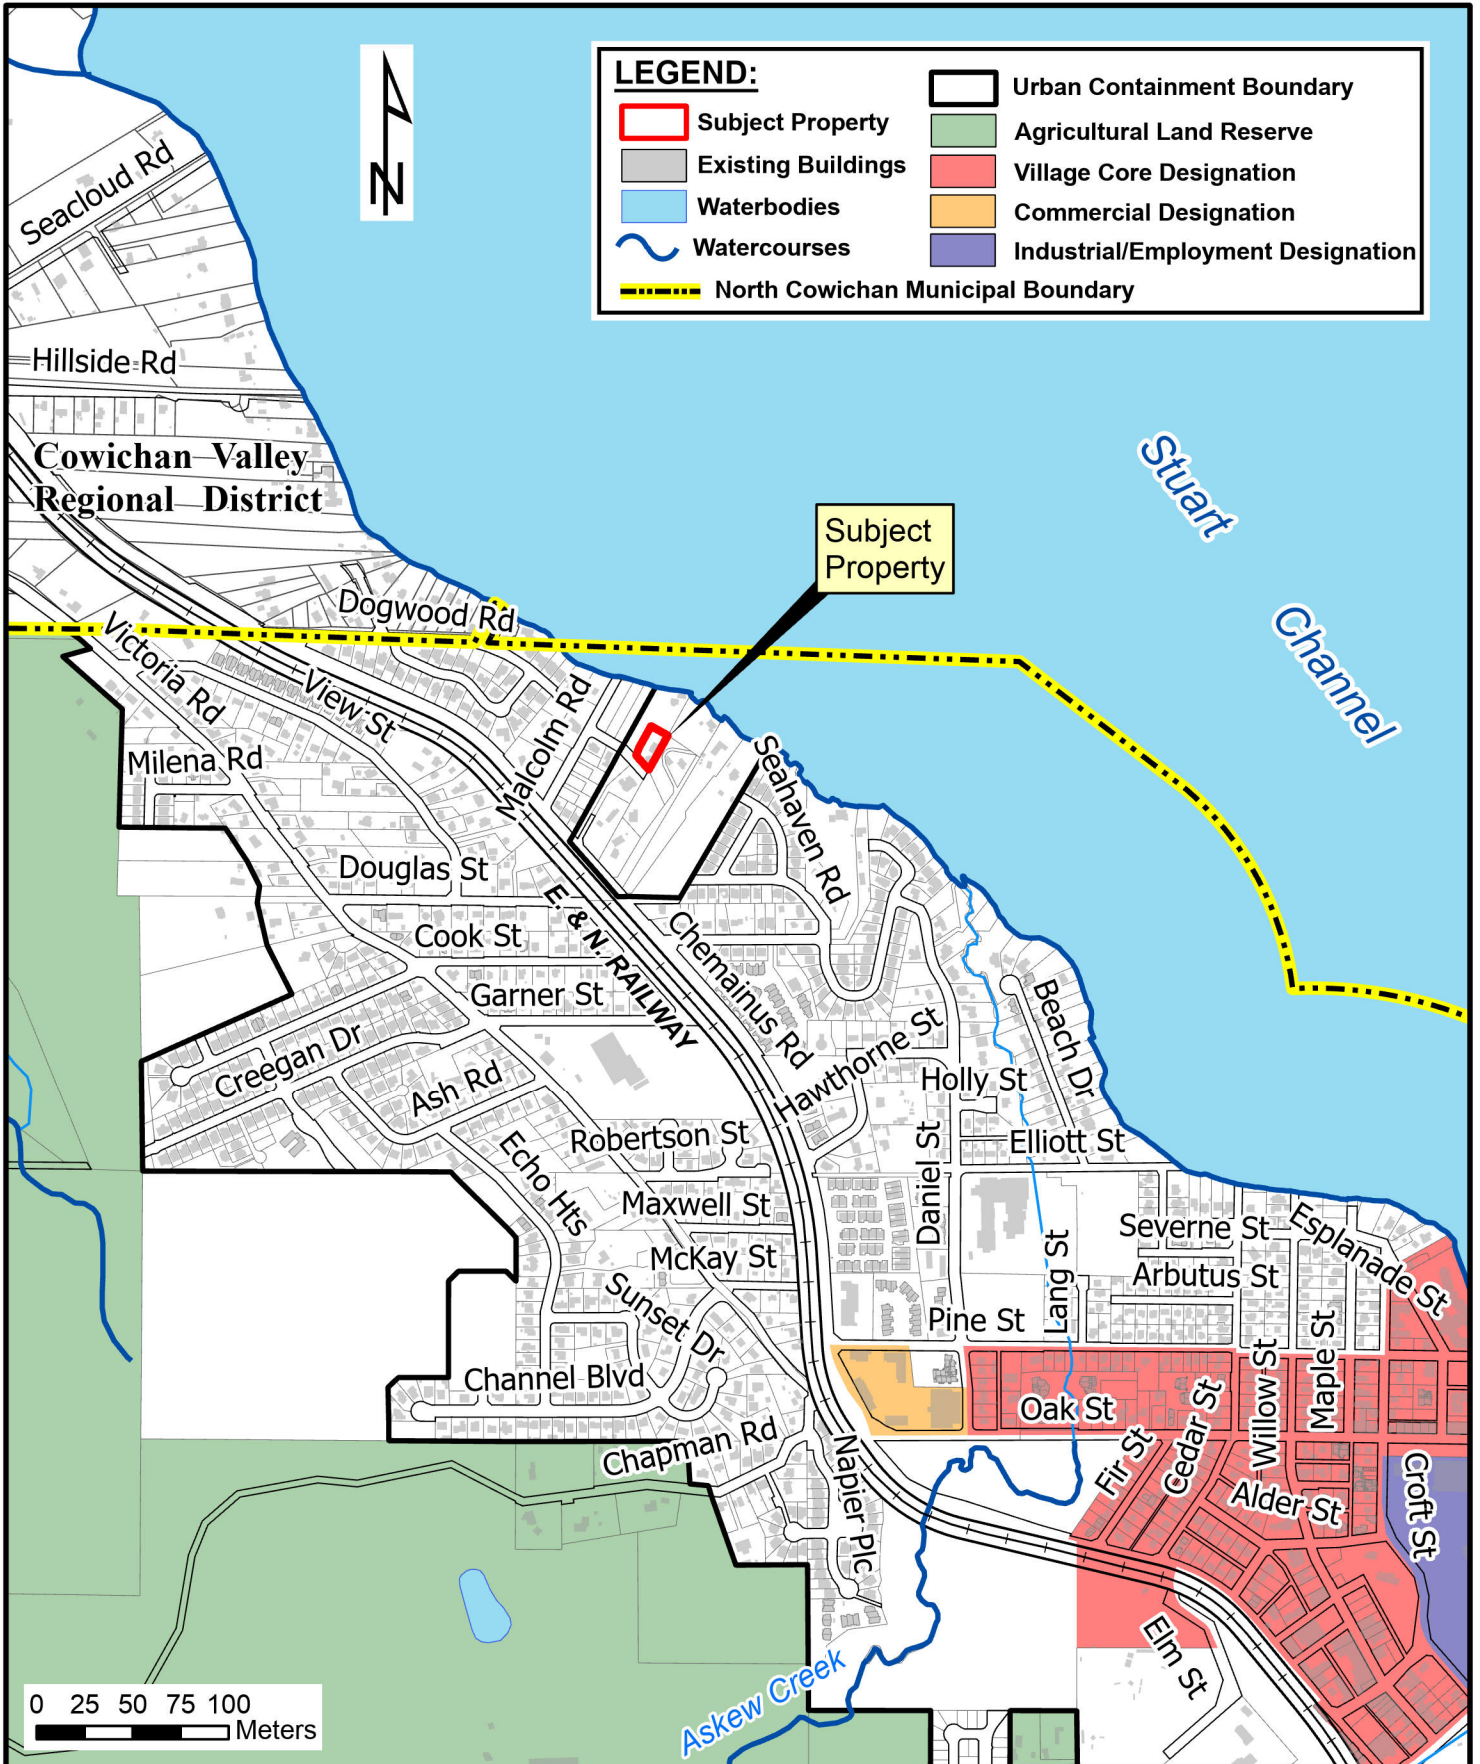 LEGEND:
Subject Property
Existing Buildings
Waterbodies
Watercourses
North Cowichan Municipal Boundary
Urban Containment Boundary
Agricultural Land Reserve
Village Core Designation
Commercial Designation
Industrial/Employment Designation
N
Seacloud Rd
Hillside Rd
Cowichan Valley
Regional District
Stuart
Channel
Subject
Property
Dogwood Rd
Victoria Rd
View St
Malcolm Rd
Milena Rd
Seahaven Rd
Douglas St
E. & N. RAILWAY
Cook St
Chemainus Rd
Garner St
Beach Dr
Creegan Dr
Ash Rd
Hawthorne St
Holly St
Robertson St
Elliott St
Echo Hts
Daniel St
Maxwell St
Severne St
Esplanade St
McKay St
Lang St
Arbutus St
Sunset Dr
Pine St
Channel Blvd
Oak St
Cedar St
Willow St
Maple St
Chapman Rd
Napier Plc
Fir St
Alder St
Croft St
Elm St
Askew Creek
0 25 50 75 100
Meters